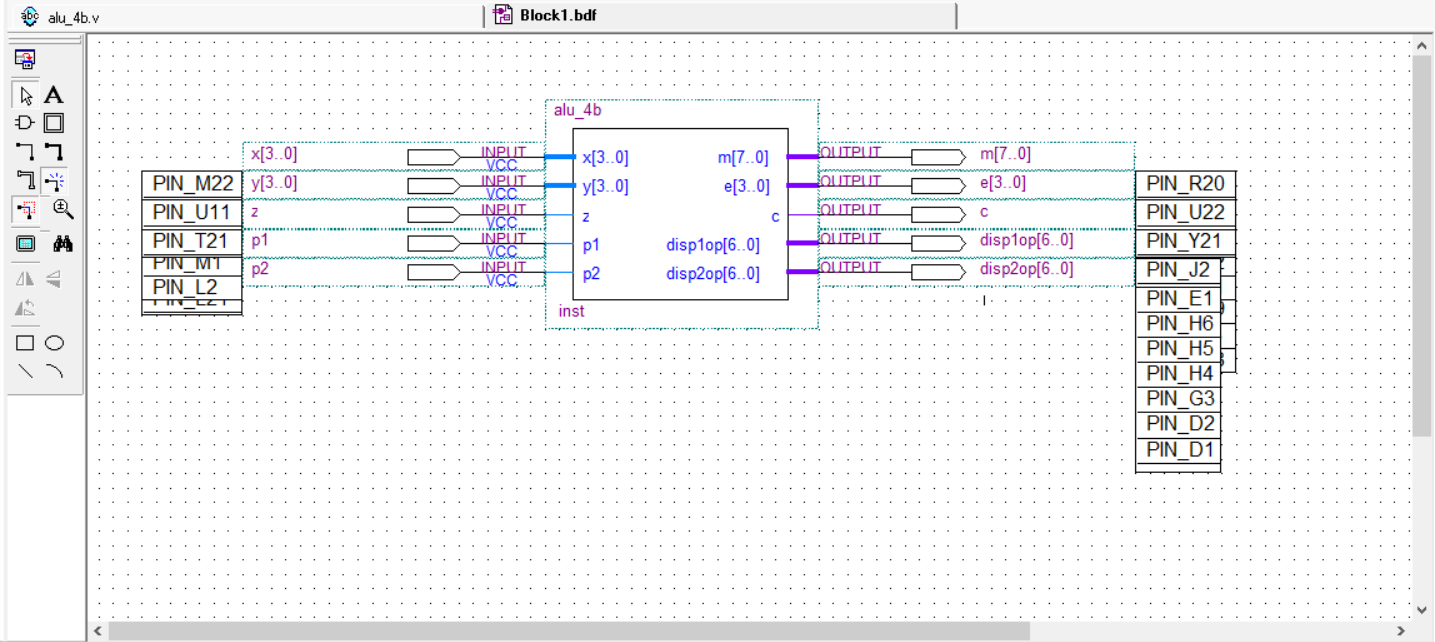 alu_4b.v
Block1.bdf
abc
A
alu_4b
x[3..0] INPUT VCC x[3..0] m[7..0] OUTPUT m[7..0]
PIN_M22 y[3..0] INPUT VCC y[3..0] e[3..0] OUTPUT e[3..0] PIN_R20
PIN_U11 z INPUT VCC z c OUTPUT c PIN_U22
PIN_T21 p1 INPUT VCC p1 disp1op[6..0] OUTPUT disp1op[6..0] PIN_Y21
PIN_M1 p2 INPUT VCC p2 disp2op[6..0] OUTPUT disp2op[6..0] PIN_J2
PIN_L2
inst
PIN_E1
PIN_H6
PIN_H5
PIN_H4
PIN_G3
PIN_D2
PIN_D1